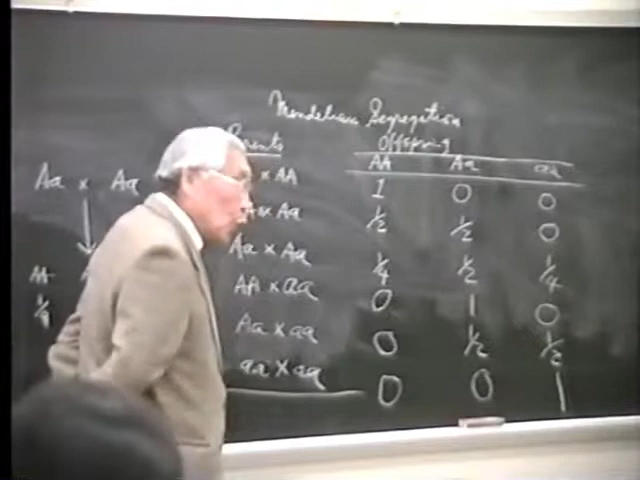 Mendelian Segregation
Parents Offspring
AA Aa aa
x AA 1 0 0
x Aa 1/2 1/2 0
Aa x Aa 1/4 1/2 1/4
AA x aa 0 1 0
Aa x aa 0 1/2 1/2
aa x aa 0 0 1
Aa x Aa
AA
1/4